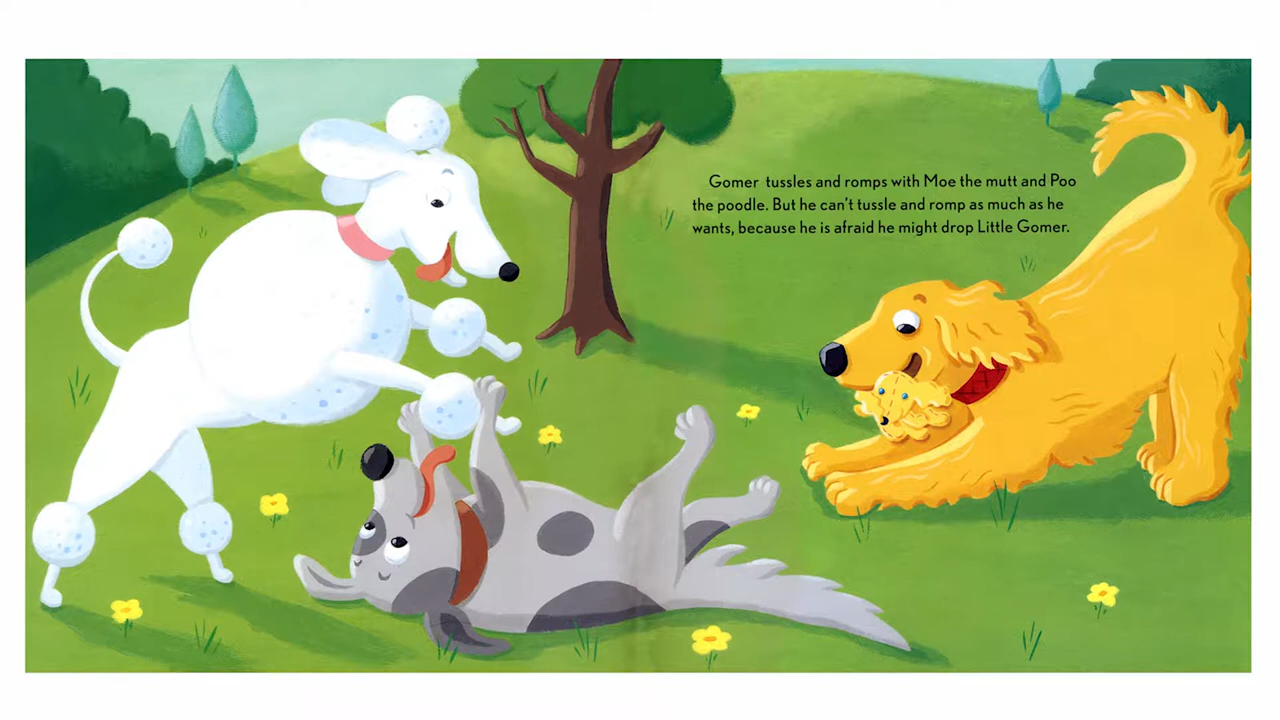 Gomer tussles and romps with Moe the mutt and Poo
the poodle. But he can't tussle and romp as much as he
wants, because he is afraid he might drop Little Gomer.